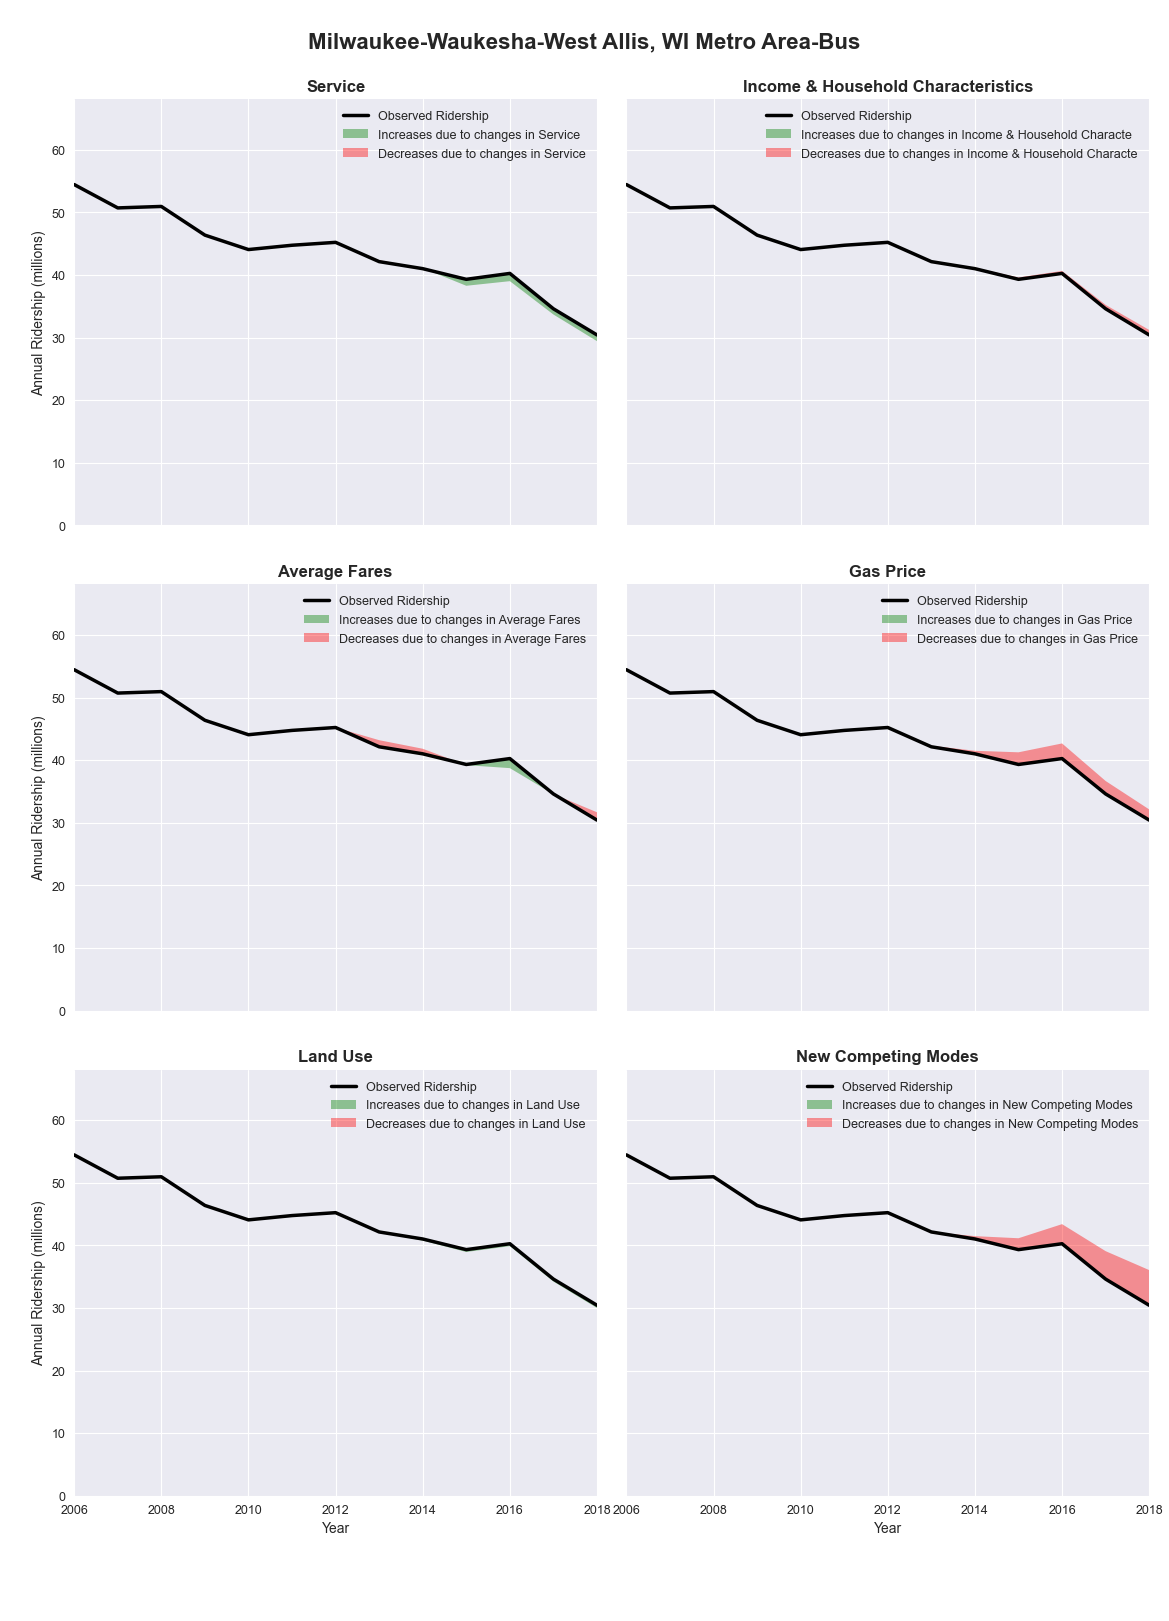 Milwaukee-Waukesha-West Allis, WI Metro Area-Bus
Service
Observed Ridership
Increases due to changes in Service
Decreases due to changes in Service
60
50
40
30
20
10
0
Annual Ridership (millions)
Income & Household Characteristics
Observed Ridership
Increases due to changes in Income & Household Characte
Decreases due to changes in Income & Household Characte
Average Fares
Observed Ridership
Increases due to changes in Average Fares
Decreases due to changes in Average Fares
60
50
40
30
20
10
0
Annual Ridership (millions)
Gas Price
Observed Ridership
Increases due to changes in Gas Price
Decreases due to changes in Gas Price
Land Use
Observed Ridership
Increases due to changes in Land Use
Decreases due to changes in Land Use
60
50
40
30
20
10
0
Annual Ridership (millions)
2006 2008 2010 2012 2014 2016 2018
Year
New Competing Modes
Observed Ridership
Increases due to changes in New Competing Modes
Decreases due to changes in New Competing Modes
2006 2008 2010 2012 2014 2016 2018
Year